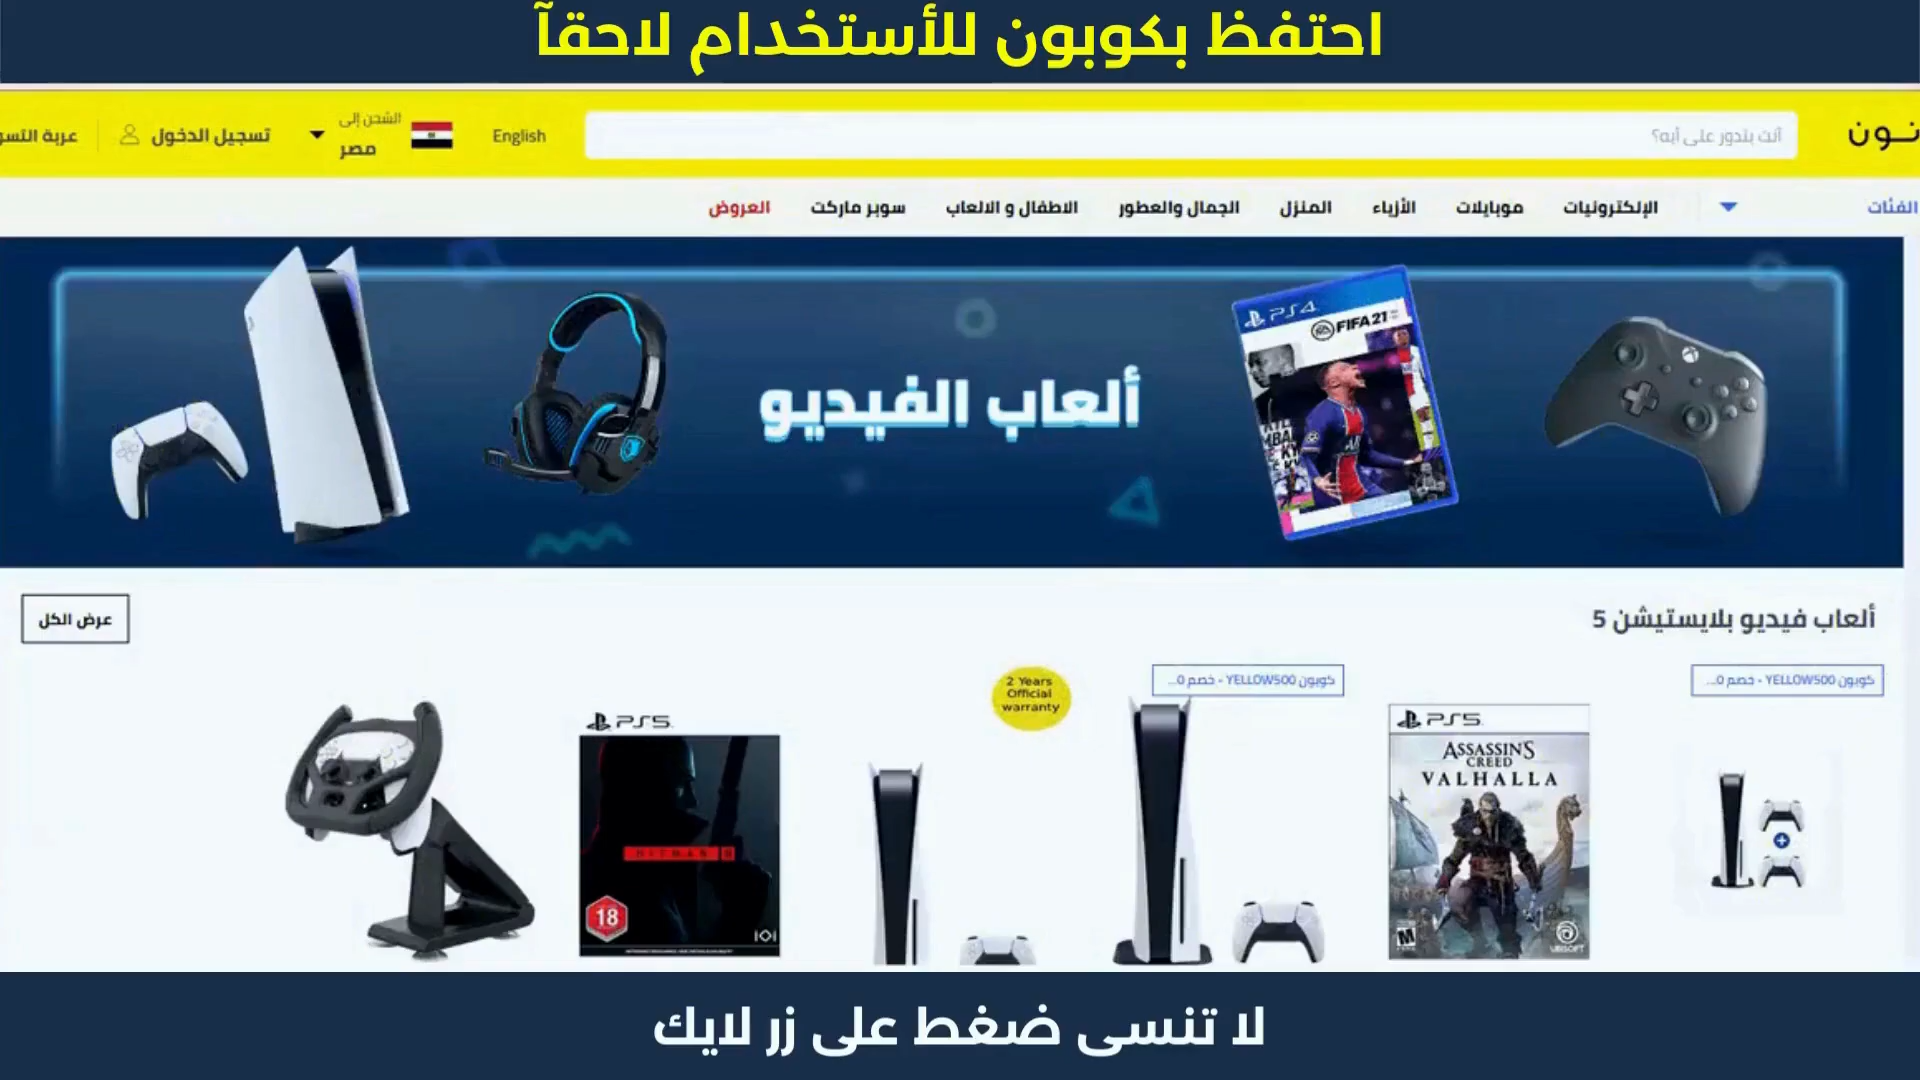 احتفظ بكوبون للأستخدام لاحقآ
نـون
أنت بتدور على أيه؟
English
الشحن إلى
مصر
تسجيل الدخول
عربة التسو
الفئات
الإلكترونيات
موبايلات
الأزياء
المنزل
الجمال والعطور
الاطفال و الالعاب
سوبر ماركت
العروض
ألعاب الفيديو
PS4
FIFA 21
ألعاب فيديو بلايستيشن 5
عرض الكل
كوبون YELLOW500 - خصم 0...
كوبون YELLOW500 - خصم 0...
2 Years
Official
warranty
PS5
ASSASSIN'S
CREED
VALHALLA
M
UBISOFT
PS5
HITMAN
18
IOI
لا تنسى ضغط على زر لايك